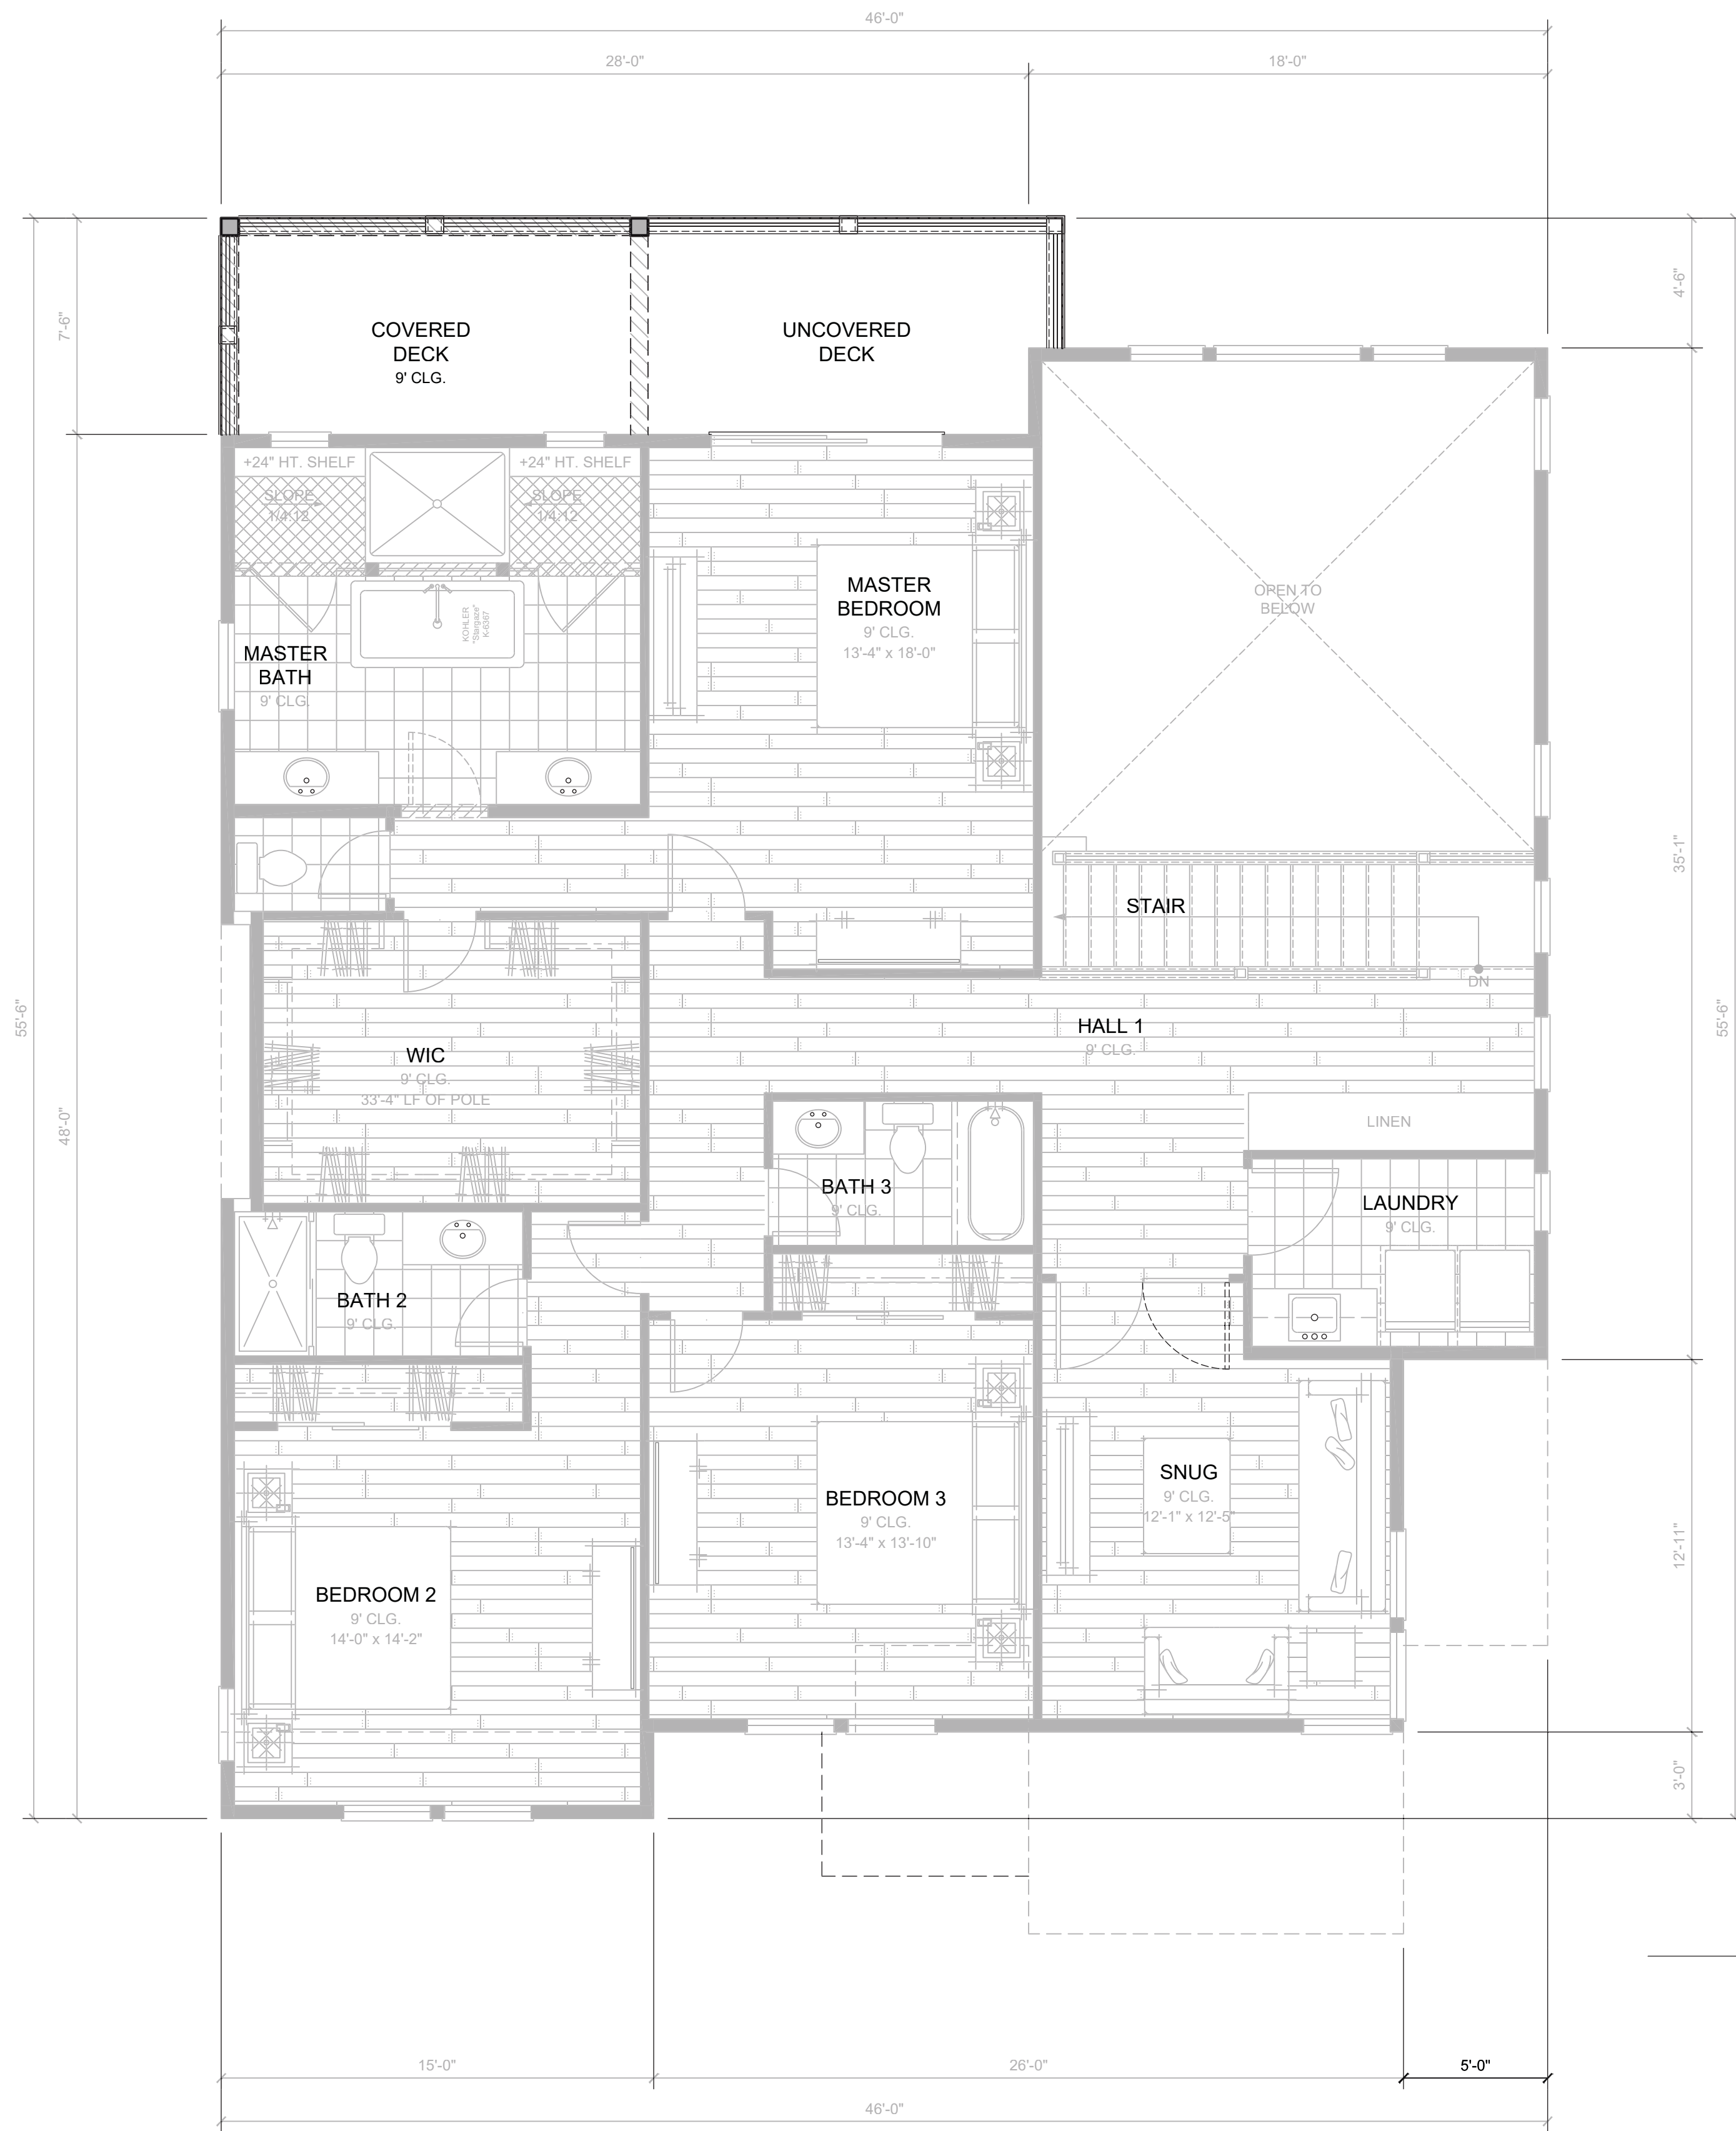 46'-0"
28'-0"
18'-0"
7'-6"
4'-6"
COVERED
DECK
9' CLG.
UNCOVERED
DECK
+24" HT. SHELF
+24" HT. SHELF
SLOPE
1/4:12
SLOPE
1/4:12
KOHLER
"Stargaze"
K-6367
MASTER
BEDROOM
9' CLG.
13'-4" x 18'-0"
OPEN TO
BELOW
MASTER
BATH
9' CLG.
35'-1"
STAIR
DN
55'-6"
55'-6"
HALL 1
9' CLG.
WIC
9' CLG.
33'-4" LF OF POLE
48'-0"
LINEN
BATH 3
9' CLG.
LAUNDRY
9' CLG.
BATH 2
9' CLG.
SNUG
9' CLG.
12'-1" x 12'-5"
BEDROOM 3
9' CLG.
13'-4" x 13'-10"
12'-11"
BEDROOM 2
9' CLG.
14'-0" x 14'-2"
3'-0"
15'-0"
26'-0"
5'-0"
46'-0"